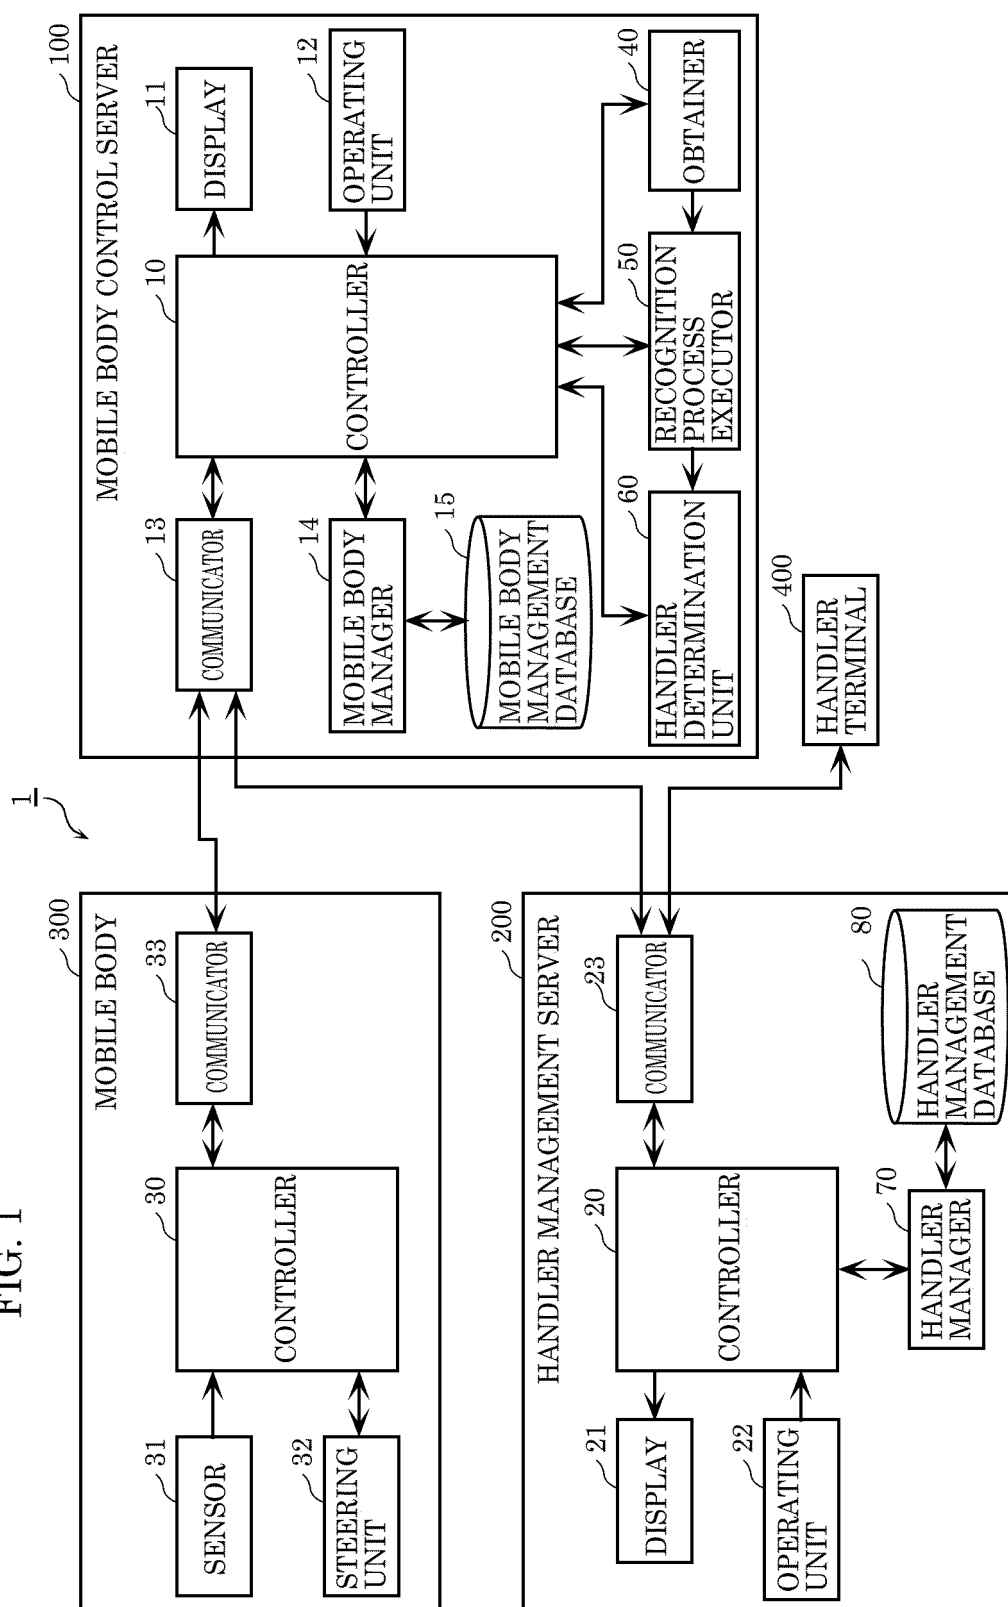 FIG. 1
1
300
MOBILE BODY
31
SENSOR
32
STEERING
UNIT
30
CONTROLLER
33
COMMUNICATOR
100
MOBILE BODY CONTROL SERVER
13
COMMUNICATOR
14
MOBILE BODY
MANAGER
15
MOBILE BODY
MANAGEMENT
DATABASE
10
CONTROLLER
11
DISPLAY
12
OPERATING
UNIT
60
HANDLER
DETERMINATION
UNIT
50
RECOGNITION
PROCESS
EXECUTOR
40
OBTAINER
200
HANDLER MANAGEMENT SERVER
21
DISPLAY
22
OPERATING
UNIT
20
CONTROLLER
23
COMMUNICATOR
70
HANDLER
MANAGER
80
HANDLER
MANAGEMENT
DATABASE
400
HANDLER
TERMINAL